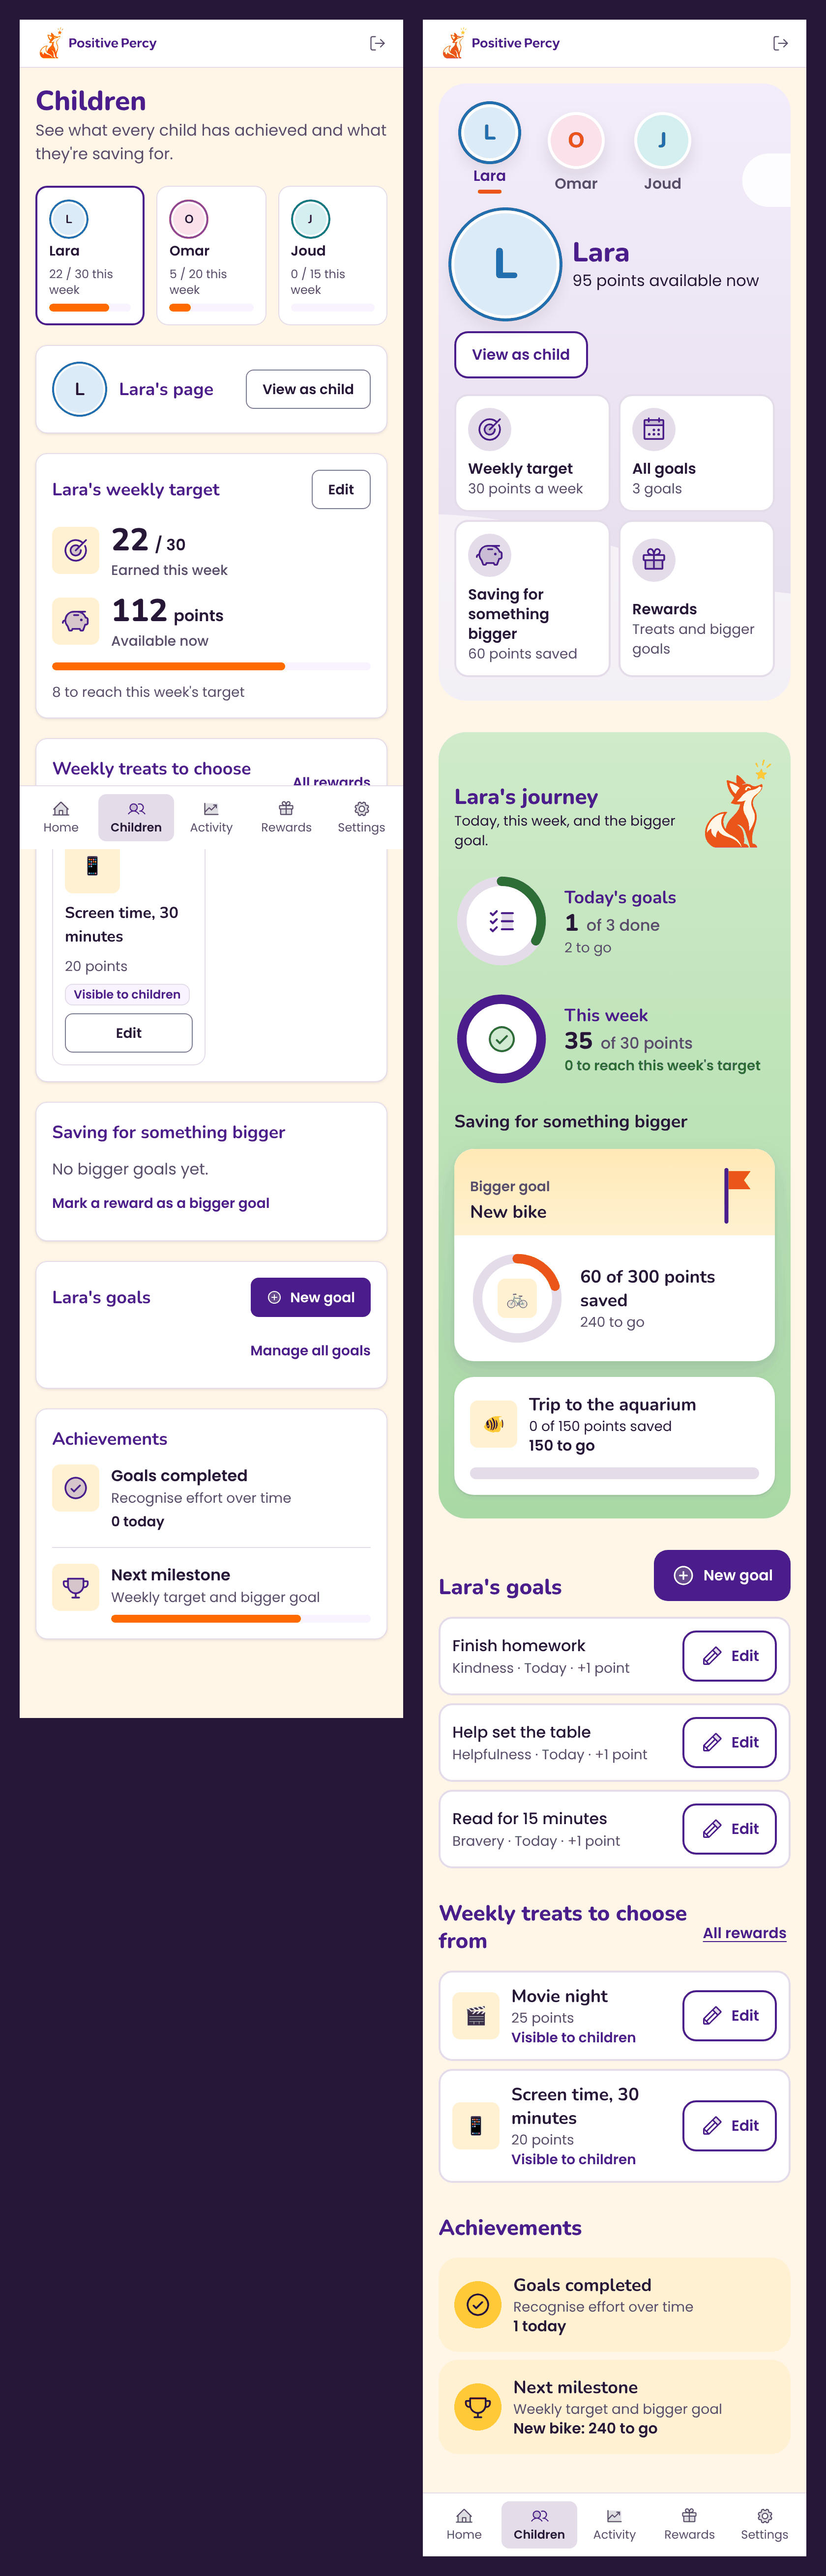 Positive Percy
Children
See what every child has achieved and what
they're saving for.
L
Lara
22 / 30 this
week
O
Omar
5 / 20 this
week
J
Joud
0 / 15 this
week
L
Lara's page
View as child
Lara's weekly target
Edit
22 / 30
Earned this week
112 points
Available now
8 to reach this week's target
Weekly treats to choose
All rewards
Home
Children
Activity
Rewards
Settings
Screen time, 30
minutes
20 points
Visible to children
Edit
Saving for something bigger
No bigger goals yet.
Mark a reward as a bigger goal
Lara's goals
New goal
Manage all goals
Achievements
Goals completed
Recognise effort over time
0 today
Next milestone
Weekly target and bigger goal
Positive Percy
L
Lara
O
Omar
J
Joud
L
Lara
95 points available now
View as child
Weekly target
30 points a week
All goals
3 goals
Saving for
something
bigger
60 points saved
Rewards
Treats and bigger
goals
Lara's journey
Today, this week, and the bigger
goal.
Today's goals
1 of 3 done
2 to go
This week
35 of 30 points
0 to reach this week's target
Saving for something bigger
Bigger goal
New bike
60 of 300 points
saved
240 to go
Trip to the aquarium
0 of 150 points saved
150 to go
Lara's goals
New goal
Finish homework
Kindness · Today · +1 point
Edit
Help set the table
Helpfulness · Today · +1 point
Edit
Read for 15 minutes
Bravery · Today · +1 point
Edit
Weekly treats to choose
from
All rewards
Movie night
25 points
Visible to children
Edit
Screen time, 30
minutes
20 points
Visible to children
Edit
Achievements
Goals completed
Recognise effort over time
1 today
Next milestone
Weekly target and bigger goal
New bike: 240 to go
Home
Children
Activity
Rewards
Settings